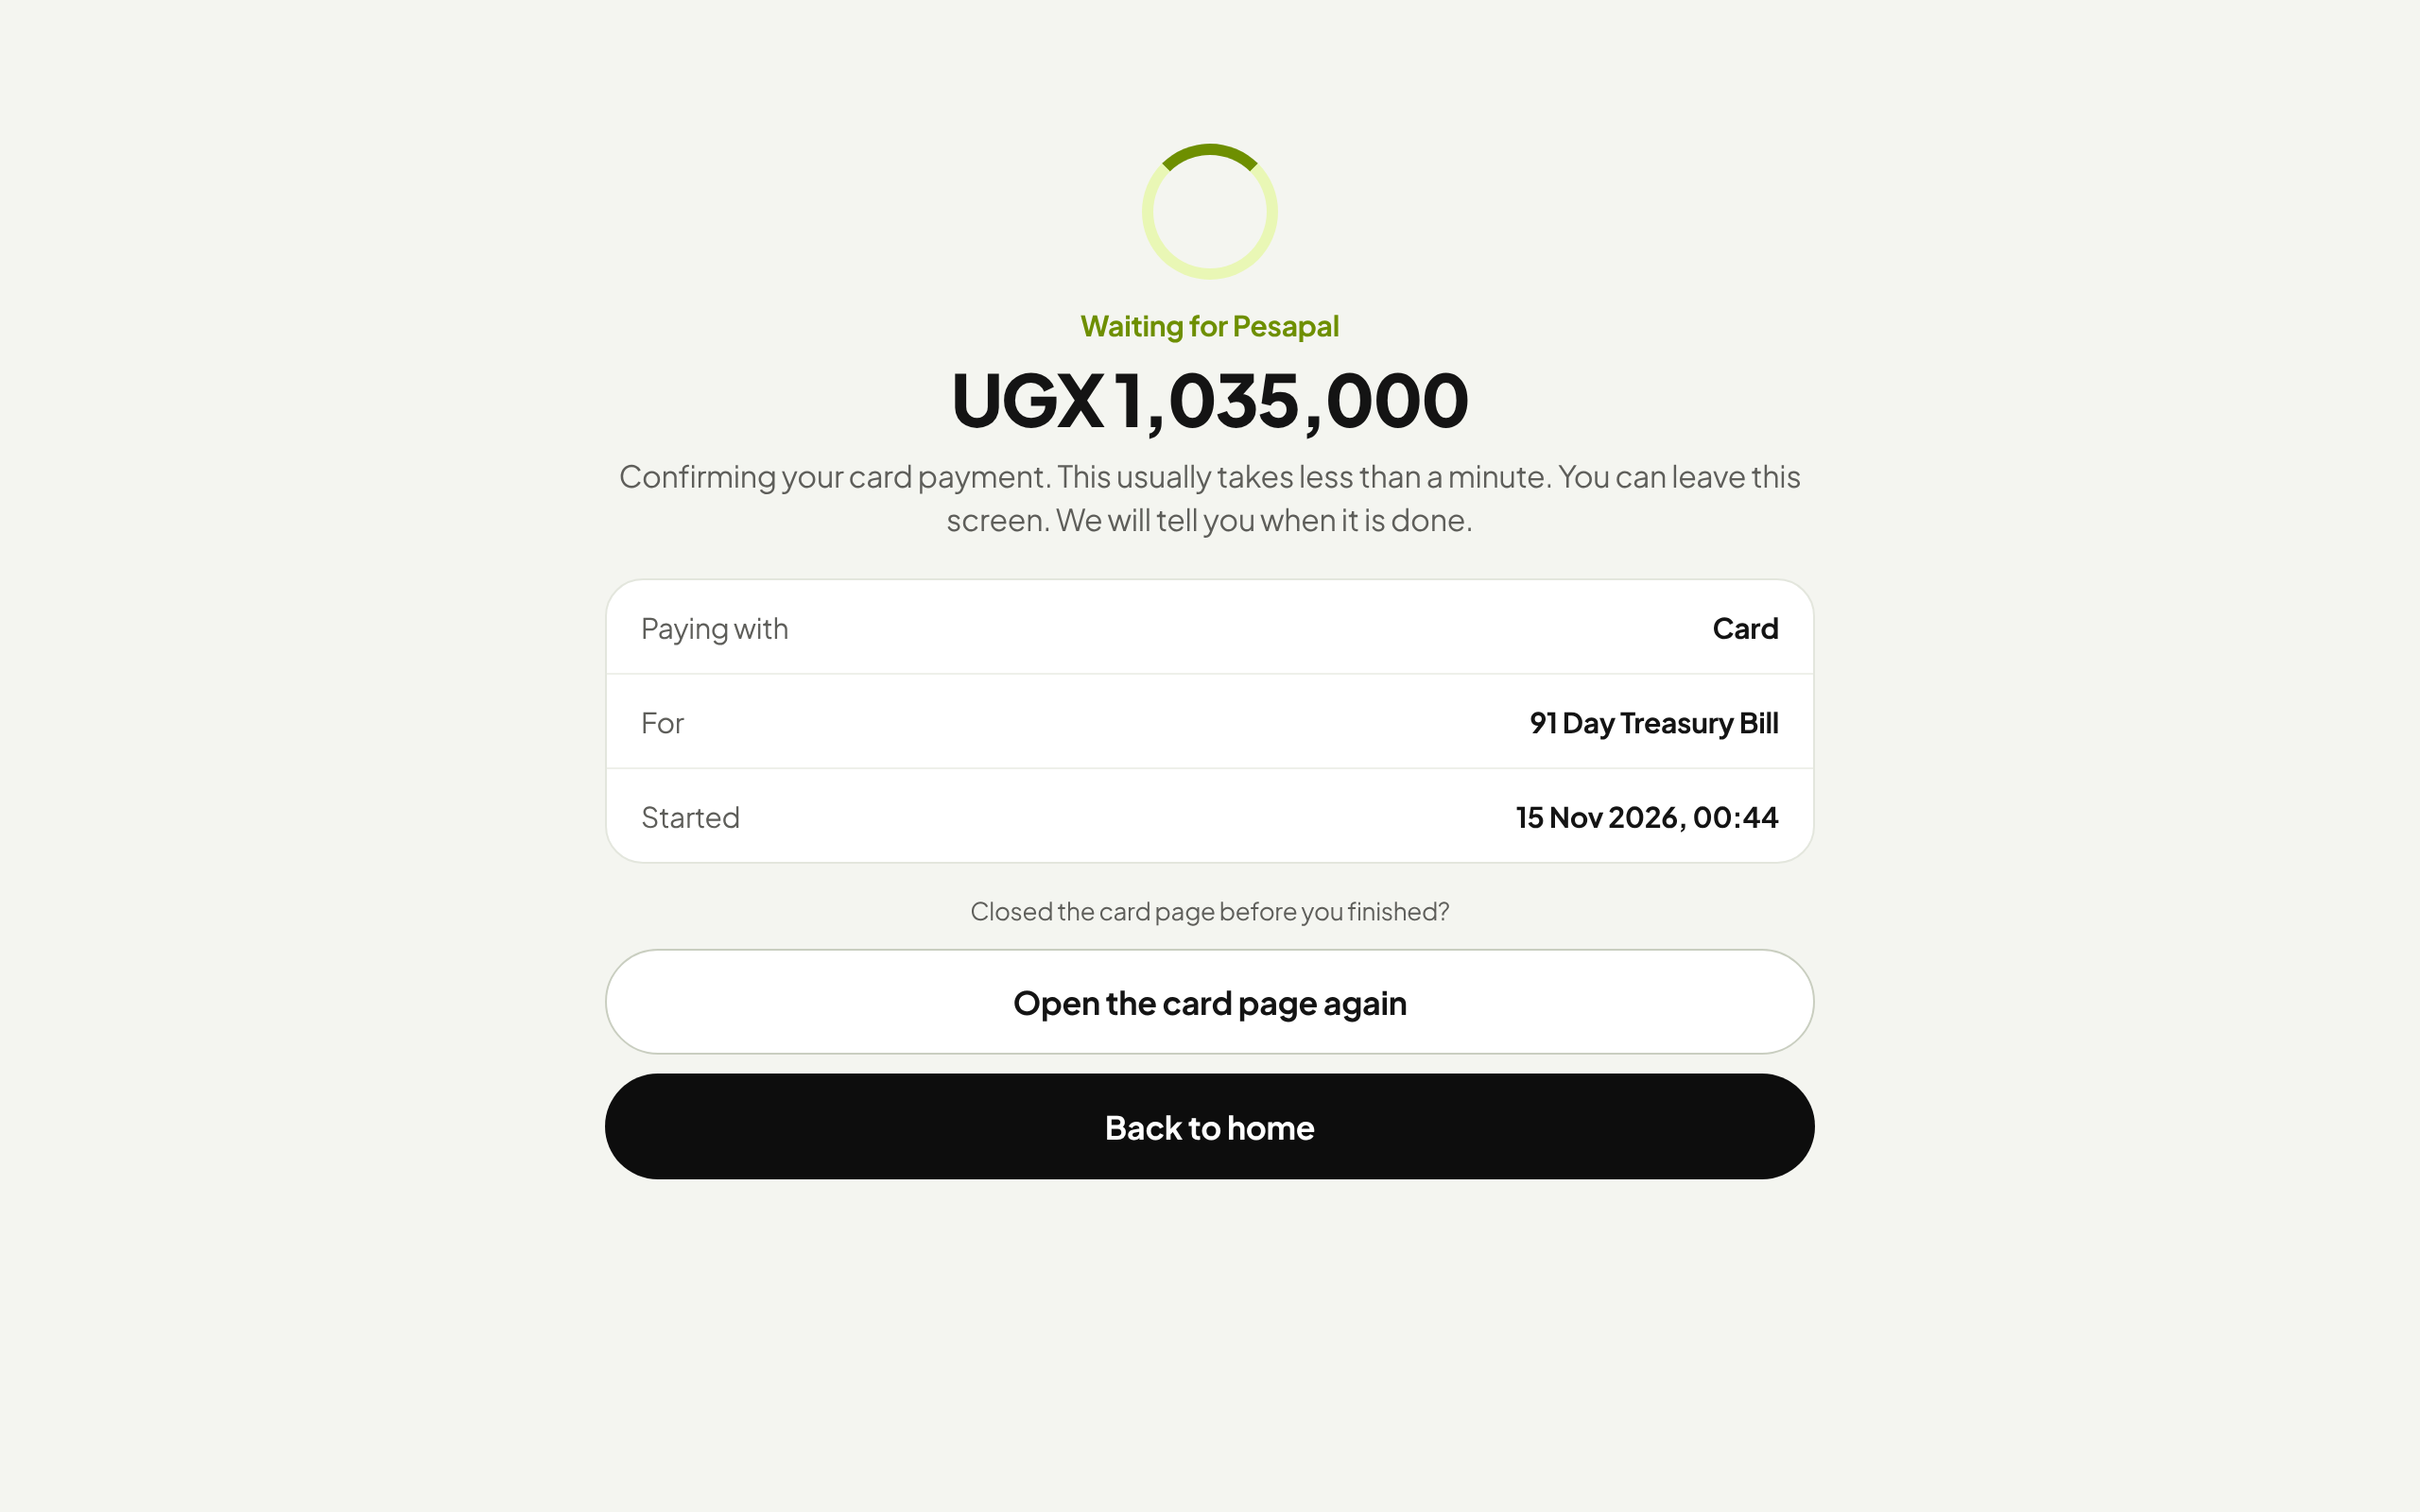 Waiting for Pesapal
UGX 1,035,000
Confirming your card payment. This usually takes less than a minute. You can leave this
screen. We will tell you when it is done.
Paying with
Card
For
91 Day Treasury Bill
Started
15 Nov 2026, 00:44
Closed the card page before you finished?
Open the card page again
Back to home